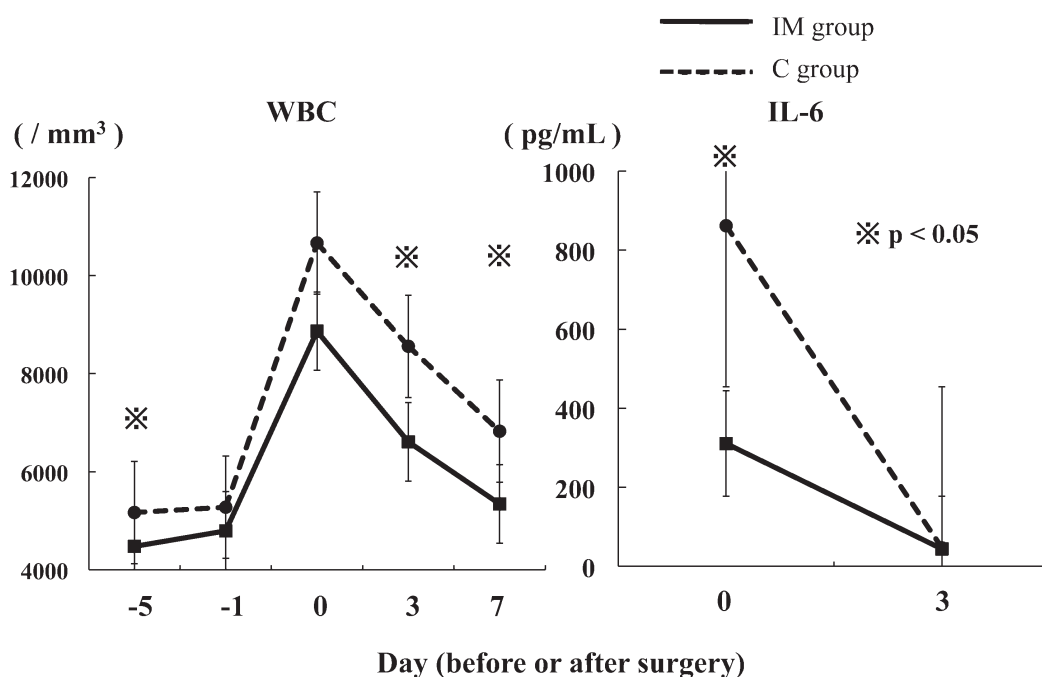 IM group
C group
WBC
IL-6
( / mm³ )
( pg/mL )
12000
10000
8000
6000
4000
※
※
※
-5
-1
0
3
7
1000
800
600
400
200
0
※
※ p < 0.05
0
3
Day (before or after surgery)